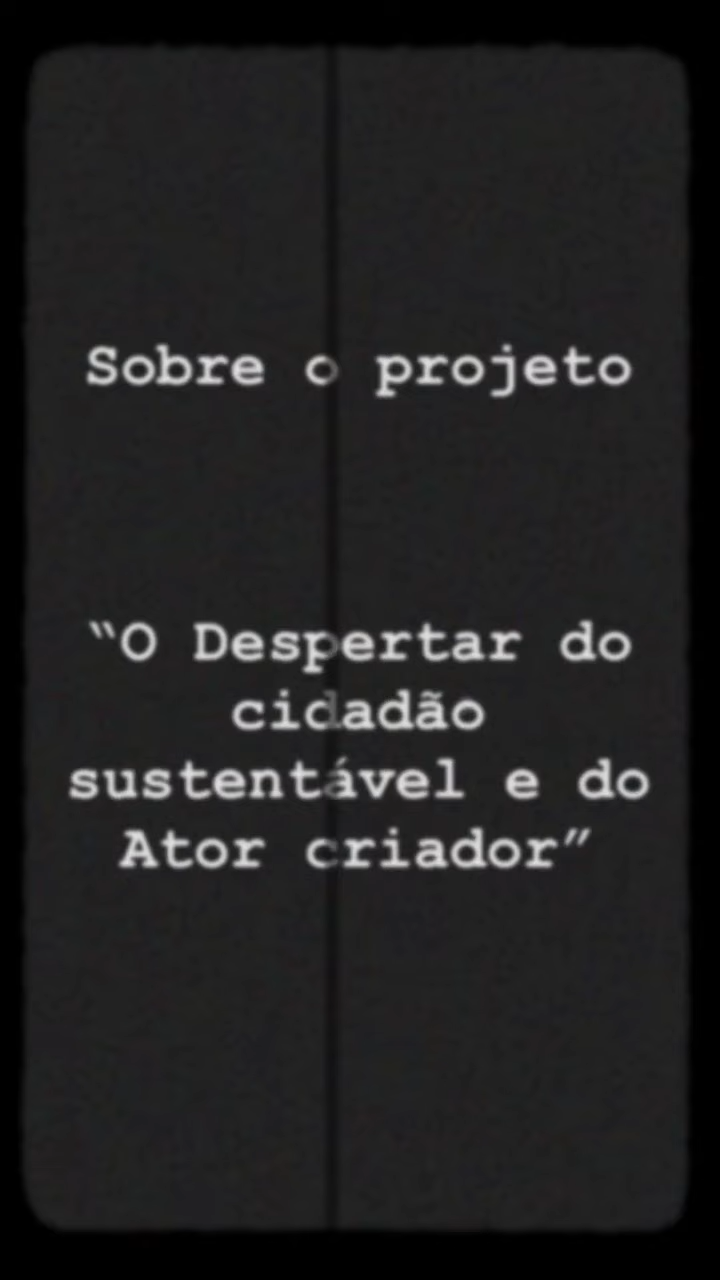 Sobre o projeto
“O Despertar do
cidadão
sustentável e do
Ator criador”